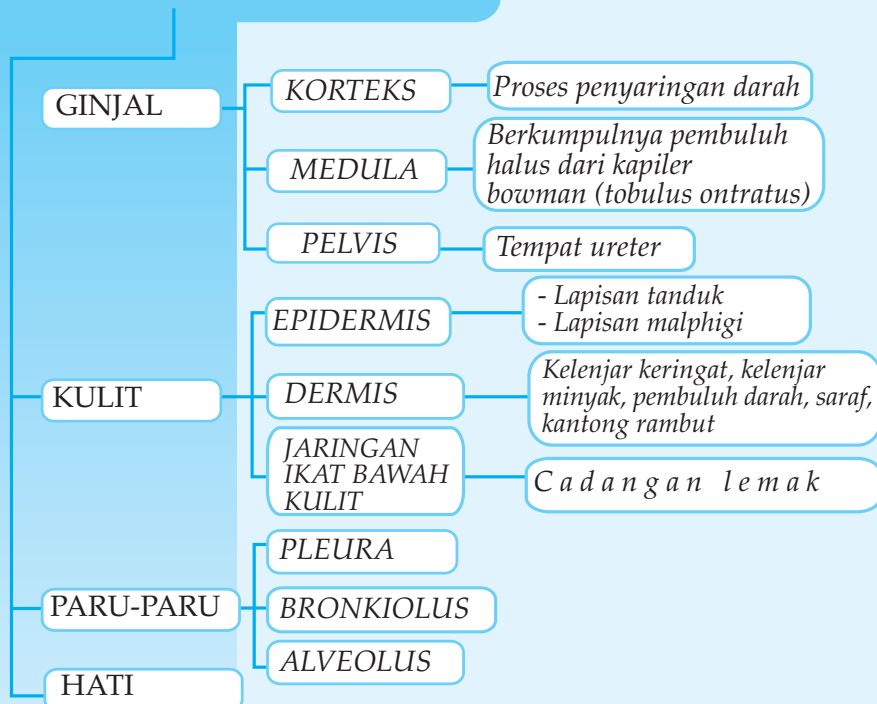 GINJAL
KORTEKS
Proses penyaringan darah
MEDULA
Berkumpulnya pembuluh
halus dari kapiler
bowman (tobulus ontratus)
PELVIS
Tempat ureter
KULIT
EPIDERMIS
- Lapisan tanduk
- Lapisan malphigi
DERMIS
Kelenjar keringat, kelenjar
minyak, pembuluh darah, saraf,
kantong rambut
JARINGAN
IKAT BAWAH
KULIT
Cadangan lemak
PARU-PARU
PLEURA
BRONKIOLUS
ALVEOLUS
HATI